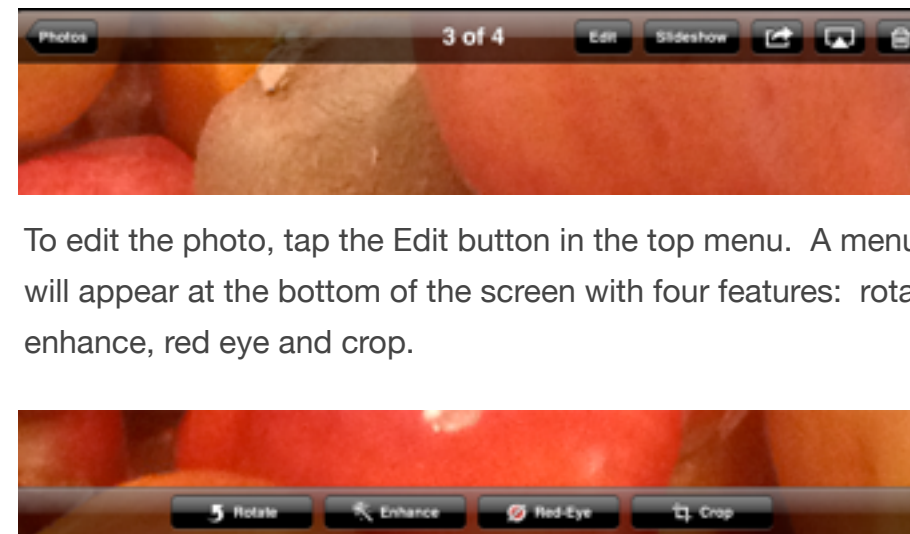 Photos 3 of 4 Edit Slideshow
To edit the photo, tap the Edit button in the top menu. A menu
will appear at the bottom of the screen with four features: rota
enhance, red eye and crop.
Rotate Enhance Red-Eye Crop